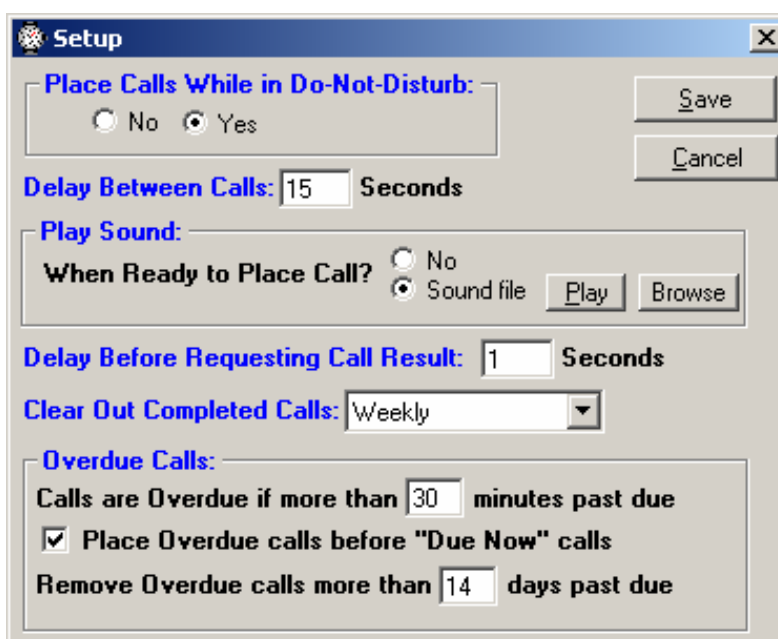 Setup
Place Calls While in Do-Not-Disturb:
No Yes
Save
Cancel
Delay Between Calls: 15 Seconds
Play Sound:
When Ready to Place Call?
No
Sound file
Play Browse
Delay Before Requesting Call Result: 1 Seconds
Clear Out Completed Calls: Weekly
Overdue Calls:
Calls are Overdue if more than 30 minutes past due
Place Overdue calls before "Due Now" calls
Remove Overdue calls more than 14 days past due